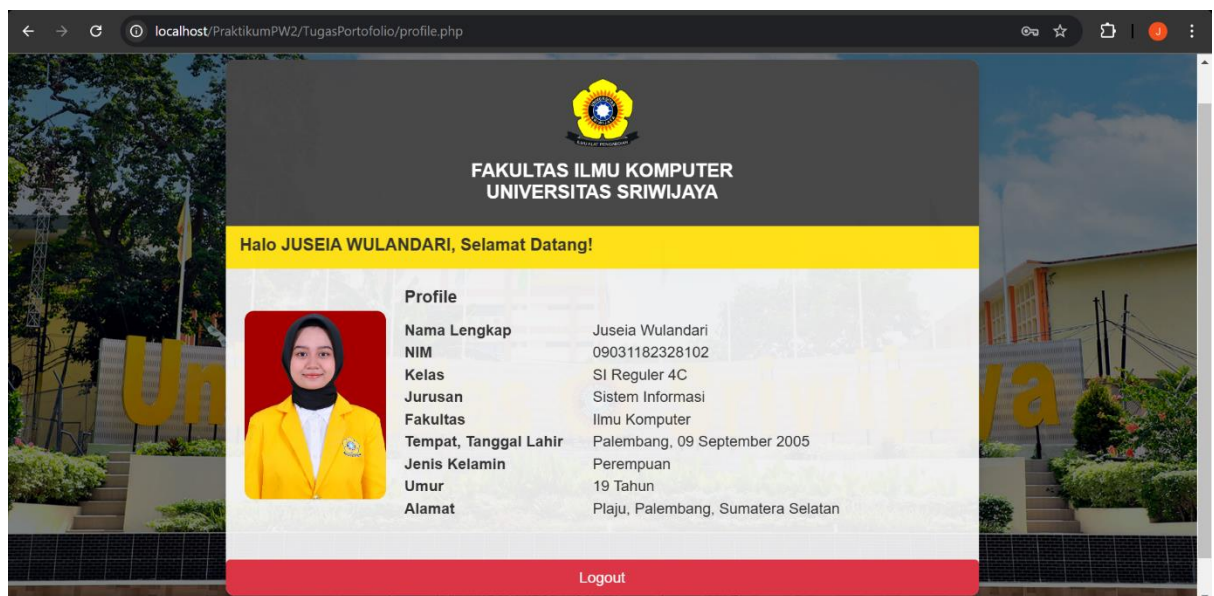 localhost/PraktikumPW2/TugasPortofolio/profile.php
J
FAKULTAS ILMU KOMPUTER
UNIVERSITAS SRIWIJAYA
Halo JUSEIA WULANDARI, Selamat Datang!
Profile
Nama Lengkap Juseia Wulandari
NIM 09031182328102
Kelas SI Reguler 4C
Jurusan Sistem Informasi
Fakultas Ilmu Komputer
Tempat, Tanggal Lahir Palembang, 09 September 2005
Jenis Kelamin Perempuan
Umur 19 Tahun
Alamat Plaju, Palembang, Sumatera Selatan
Logout